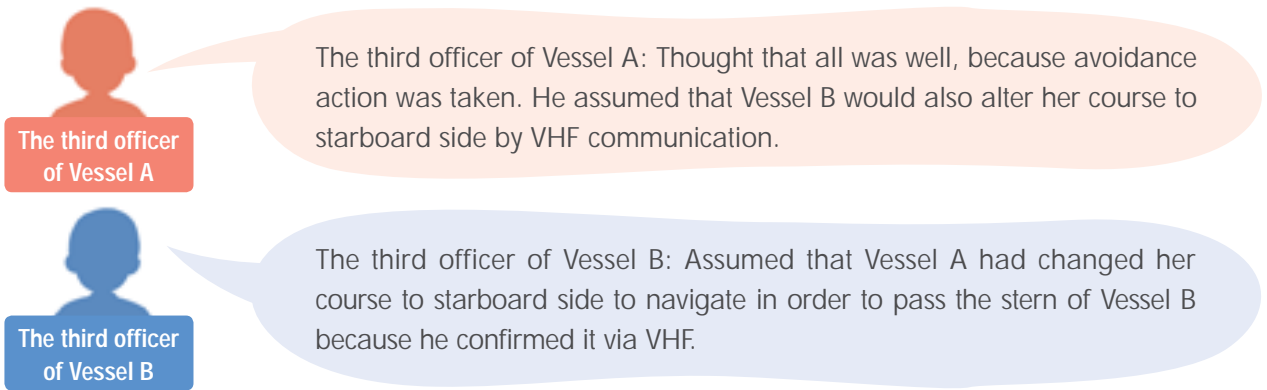 The third officer of Vessel A: Thought that all was well, because avoidance
action was taken. He assumed that Vessel B would also alter her course to
starboard side by VHF communication.
The third officer
of Vessel A
The third officer of Vessel B: Assumed that Vessel A had changed her
course to starboard side to navigate in order to pass the stern of Vessel B
because he confirmed it via VHF.
The third officer
of Vessel B